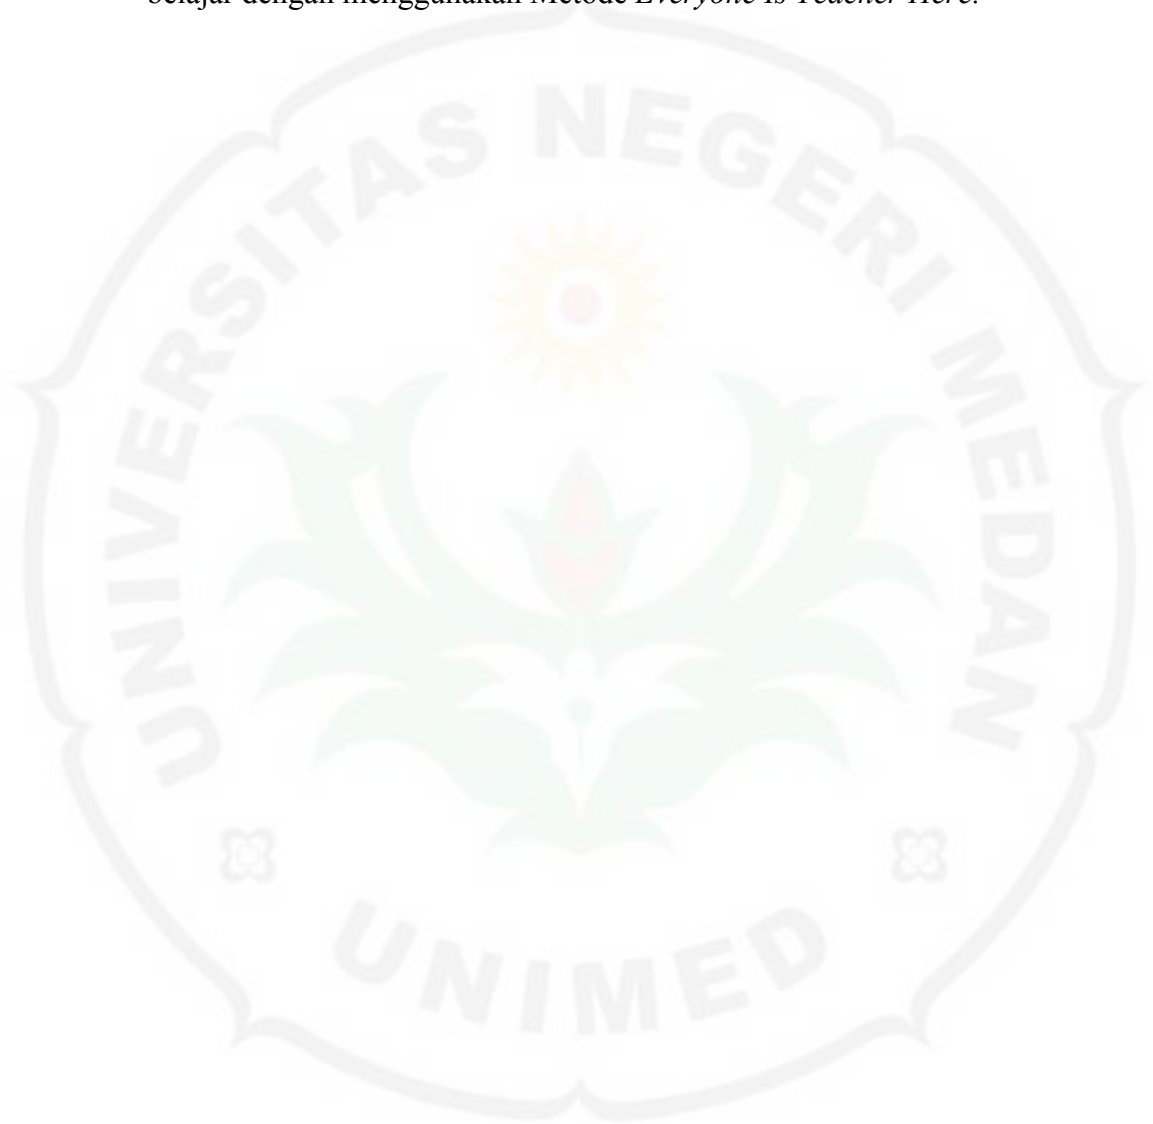 belajar dengan menggunakan Metode Everyone Is Teacher Here.
UNIVERSITAS NEGERI MEDAN
UNIMED